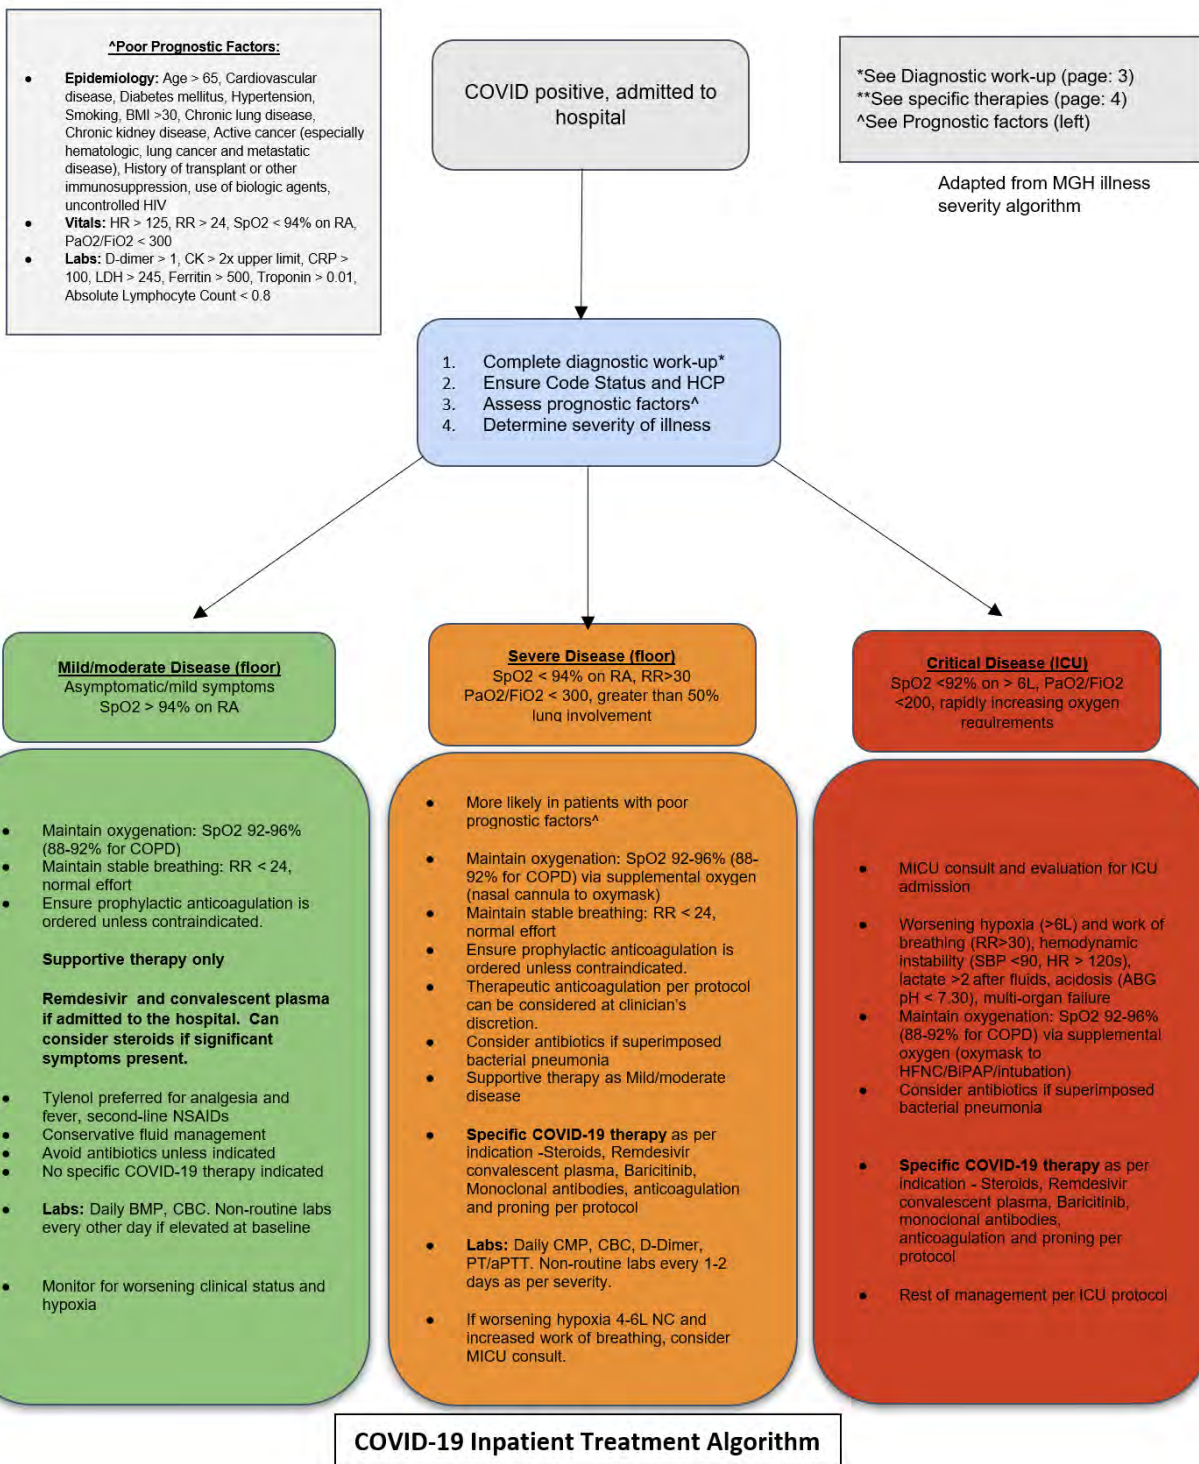 ^Poor Prognostic Factors:
● Epidemiology: Age > 65, Cardiovascular
disease, Diabetes mellitus, Hypertension,
Smoking, BMI >30, Chronic lung disease,
Chronic kidney disease, Active cancer (especially
hematologic, lung cancer and metastatic
disease), History of transplant or other
immunosuppression, use of biologic agents,
uncontrolled HIV
● Vitals: HR > 125, RR > 24, SpO2 < 94% on RA,
PaO2/FiO2 < 300
● Labs: D-dimer > 1, CK > 2x upper limit, CRP >
100, LDH > 245, Ferritin > 500, Troponin > 0.01,
Absolute Lymphocyte Count < 0.8
COVID positive, admitted to
hospital
*See Diagnostic work-up (page: 3)
**See specific therapies (page: 4)
^See Prognostic factors (left)
Adapted from MGH illness
severity algorithm
1. Complete diagnostic work-up*
2. Ensure Code Status and HCP
3. Assess prognostic factors^
4. Determine severity of illness
Mild/moderate Disease (floor)
Asymptomatic/mild symptoms
SpO2 > 94% on RA
● Maintain oxygenation: SpO2 92-96%
(88-92% for COPD)
● Maintain stable breathing: RR < 24,
normal effort
● Ensure prophylactic anticoagulation is
ordered unless contraindicated.
Supportive therapy only
Remdesivir and convalescent plasma
if admitted to the hospital. Can
consider steroids if significant
symptoms present.
● Tylenol preferred for analgesia and
fever, second-line NSAIDs
● Conservative fluid management
● Avoid antibiotics unless indicated
● No specific COVID-19 therapy indicated
● Labs: Daily BMP, CBC. Non-routine labs
every other day if elevated at baseline
● Monitor for worsening clinical status and
hypoxia
Severe Disease (floor)
SpO2 < 94% on RA, RR>30
PaO2/FiO2 < 300, greater than 50%
lung involvement
● More likely in patients with poor
prognostic factors^
● Maintain oxygenation: SpO2 92-96% (88-
92% for COPD) via supplemental oxygen
(nasal cannula to oxymask)
● Maintain stable breathing: RR < 24,
normal effort
● Ensure prophylactic anticoagulation is
ordered unless contraindicated.
● Therapeutic anticoagulation per protocol
can be considered at clinician's
discretion.
● Consider antibiotics if superimposed
bacterial pneumonia
● Supportive therapy as Mild/moderate
disease
● Specific COVID-19 therapy as per
indication -Steroids, Remdesivir
convalescent plasma, Baricitinib,
Monoclonal antibodies, anticoagulation
and proning per protocol
● Labs: Daily CMP, CBC, D-Dimer,
PT/aPTT. Non-routine labs every 1-2
days as per severity.
● If worsening hypoxia 4-6L NC and
increased work of breathing, consider
MICU consult.
Critical Disease (ICU)
SpO2 <92% on > 6L, PaO2/FiO2
<200, rapidly increasing oxygen
requirements
● MICU consult and evaluation for ICU
admission
● Worsening hypoxia (>6L) and work of
breathing (RR>30), hemodynamic
instability (SBP <90, HR > 120s),
lactate >2 after fluids, acidosis (ABG
pH < 7.30), multi-organ failure
● Maintain oxygenation: SpO2 92-96%
(88-92% for COPD) via supplemental
oxygen (oxymask to
HFNC/BiPAP/intubation)
● Consider antibiotics if superimposed
bacterial pneumonia
● Specific COVID-19 therapy as per
indication - Steroids, Remdesivir
convalescent plasma, Baricitinib,
monoclonal antibodies,
anticoagulation and proning per
protocol
● Rest of management per ICU protocol
COVID-19 Inpatient Treatment Algorithm